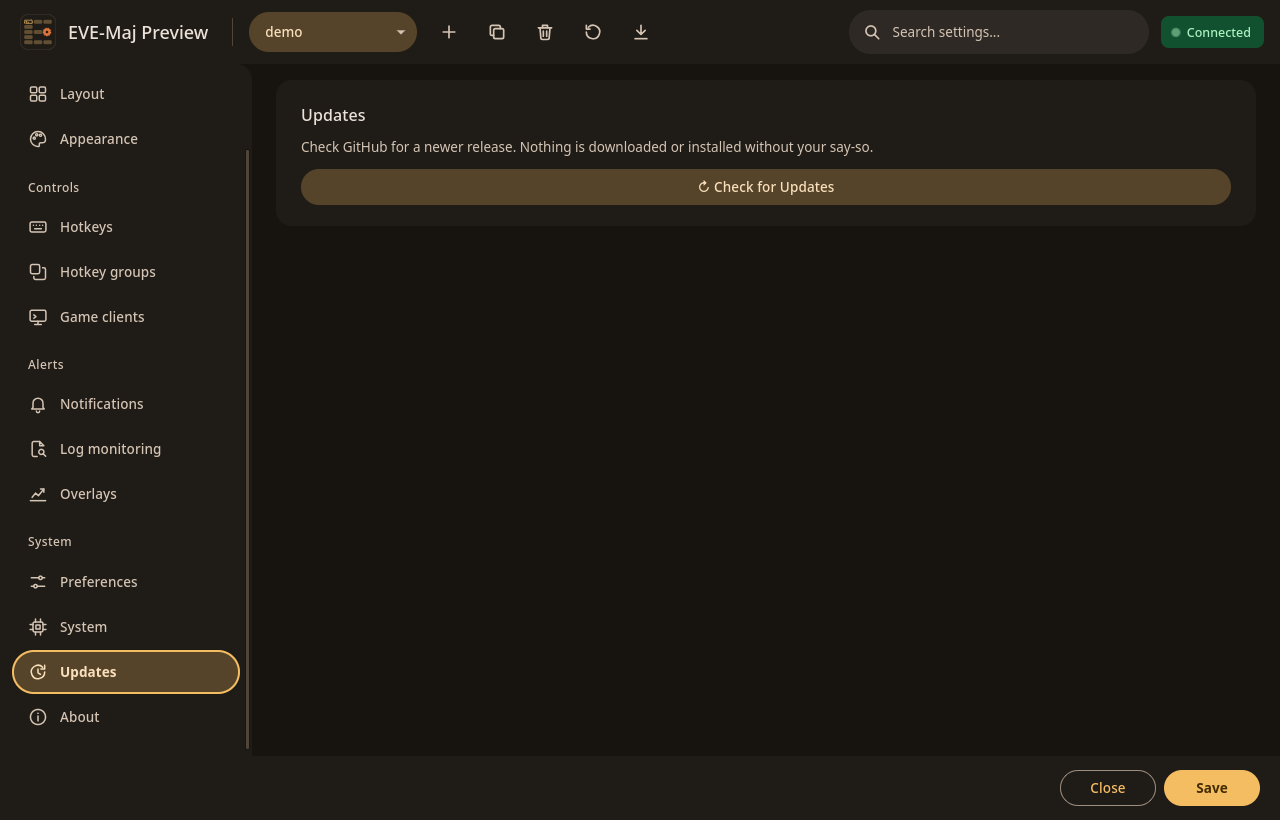 EVE-Maj Preview
demo
Search settings...
Connected
Layout
Appearance
Controls
Hotkeys
Hotkey groups
Game clients
Alerts
Notifications
Log monitoring
Overlays
System
Preferences
System
Updates
About
Updates
Check GitHub for a newer release. Nothing is downloaded or installed without your say-so.
Check for Updates
Close
Save